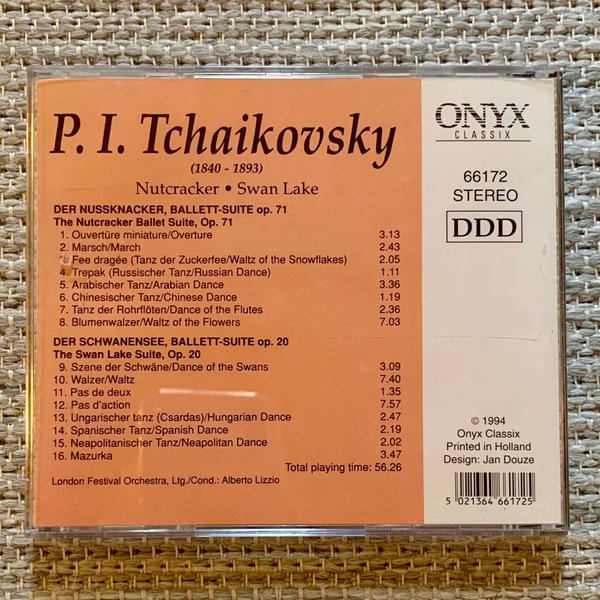 P. I. Tchaikovsky
(1840 - 1893)
Nutcracker • Swan Lake
DER NUSSKNACKER, BALLETT-SUITE op. 71
The Nutcracker Ballet Suite, Op. 71
1. Ouvertüre miniature/Overture 3.13
2. Marsch/March 2.43
Fee dragée (Tanz der Zuckerfee/Waltz of the Snowflakes) 2.05
4. Trepak (Russischer Tanz/Russian Dance) 1.11
5. Arabischer Tanz/Arabian Dance 3.36
6. Chinesischer Tanz/Chinese Dance 1.19
7. Tanz der Rohrflöten/Dance of the Flutes 2.36
8. Blumenwalzer/Waltz of the Flowers 7.03
DER SCHWANENSEE, BALLETT-SUITE op. 20
The Swan Lake Suite, Op. 20
9. Szene der Schwäne/Dance of the Swans 3.09
10. Walzer/Waltz 7.40
11. Pas de deux 1.35
12. Pas d'action 7.57
13. Ungarischer tanz (Csardas)/Hungarian Dance 2.47
14. Spanischer Tanz/Spanish Dance 2.19
15. Neapolitanischer Tanz/Neapolitan Dance 2.02
16. Mazurka 3.47
Total playing time: 56.26
London Festival Orchestra, Ltg./Cond.: Alberto Lizzio
ONYX
CLASSIX
66172
STEREO
DDD
© 1994
Onyx Classix
Printed in Holland
Design: Jan Douze
5 021364 661725